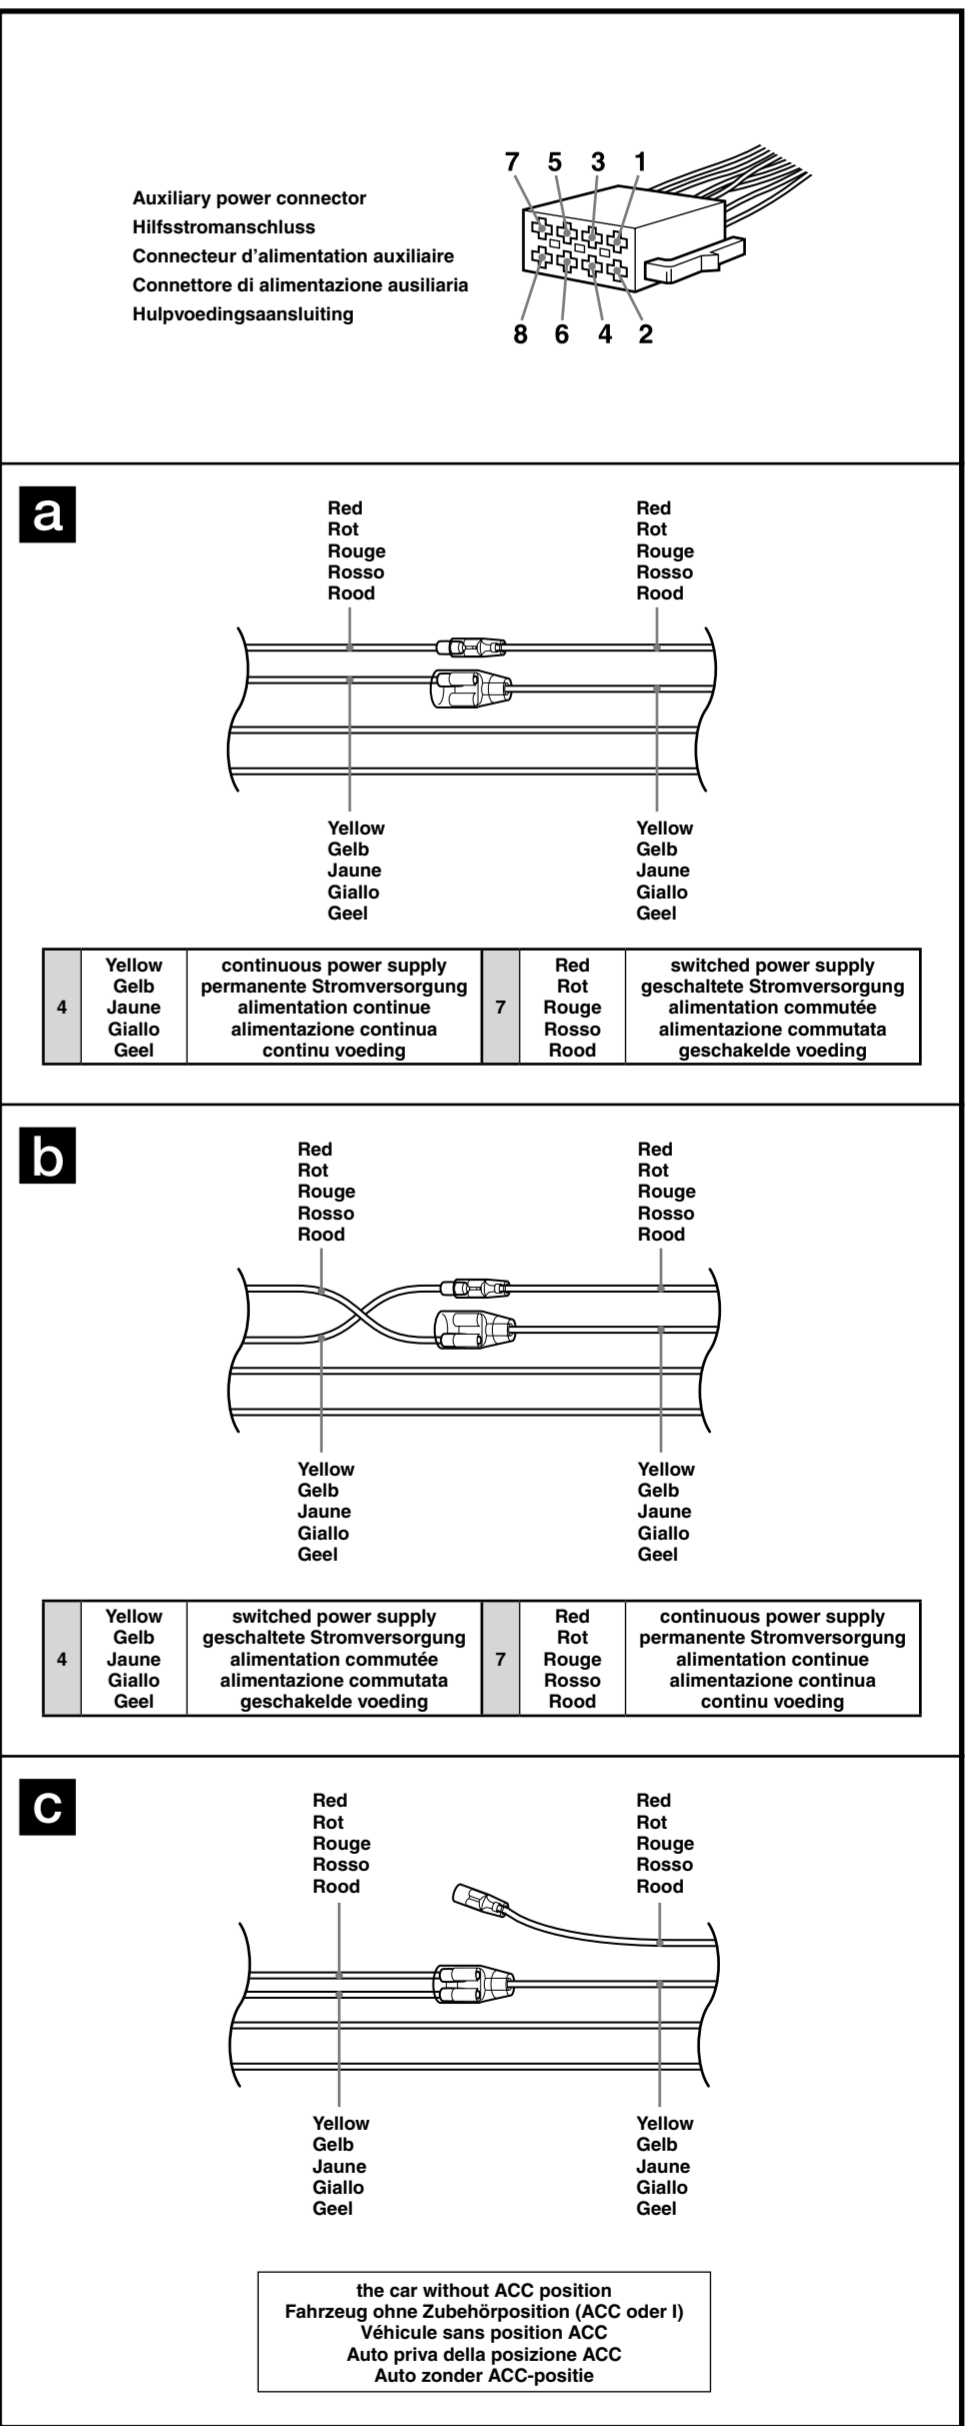 7 5 3 1
Auxiliary power connector
Hilfsstromanschluss
Connecteur d'alimentation auxiliaire
Connettore di alimentazione ausiliaria
Hulpvoedingsaansluiting
8 6 4 2
a
Red
Rot
Rouge
Rosso
Rood
Red
Rot
Rouge
Rosso
Rood
Yellow
Gelb
Jaune
Giallo
Geel
Yellow
Gelb
Jaune
Giallo
Geel
4
Yellow
Gelb
Jaune
Giallo
Geel
continuous power supply
permanente Stromversorgung
alimentation continue
alimentazione continua
continu voeding
7
Red
Rot
Rouge
Rosso
Rood
switched power supply
geschaltete Stromversorgung
alimentation commutée
alimentazione commutata
geschakelde voeding
b
Red
Rot
Rouge
Rosso
Rood
Red
Rot
Rouge
Rosso
Rood
Yellow
Gelb
Jaune
Giallo
Geel
Yellow
Gelb
Jaune
Giallo
Geel
4
Yellow
Gelb
Jaune
Giallo
Geel
switched power supply
geschaltete Stromversorgung
alimentation commutée
alimentazione commutata
geschakelde voeding
7
Red
Rot
Rouge
Rosso
Rood
continuous power supply
permanente Stromversorgung
alimentation continue
alimentazione continua
continu voeding
c
Red
Rot
Rouge
Rosso
Rood
Red
Rot
Rouge
Rosso
Rood
Yellow
Gelb
Jaune
Giallo
Geel
Yellow
Gelb
Jaune
Giallo
Geel
the car without ACC position
Fahrzeug ohne Zubehörposition (ACC oder I)
Véhicule sans position ACC
Auto priva della posizione ACC
Auto zonder ACC-positie